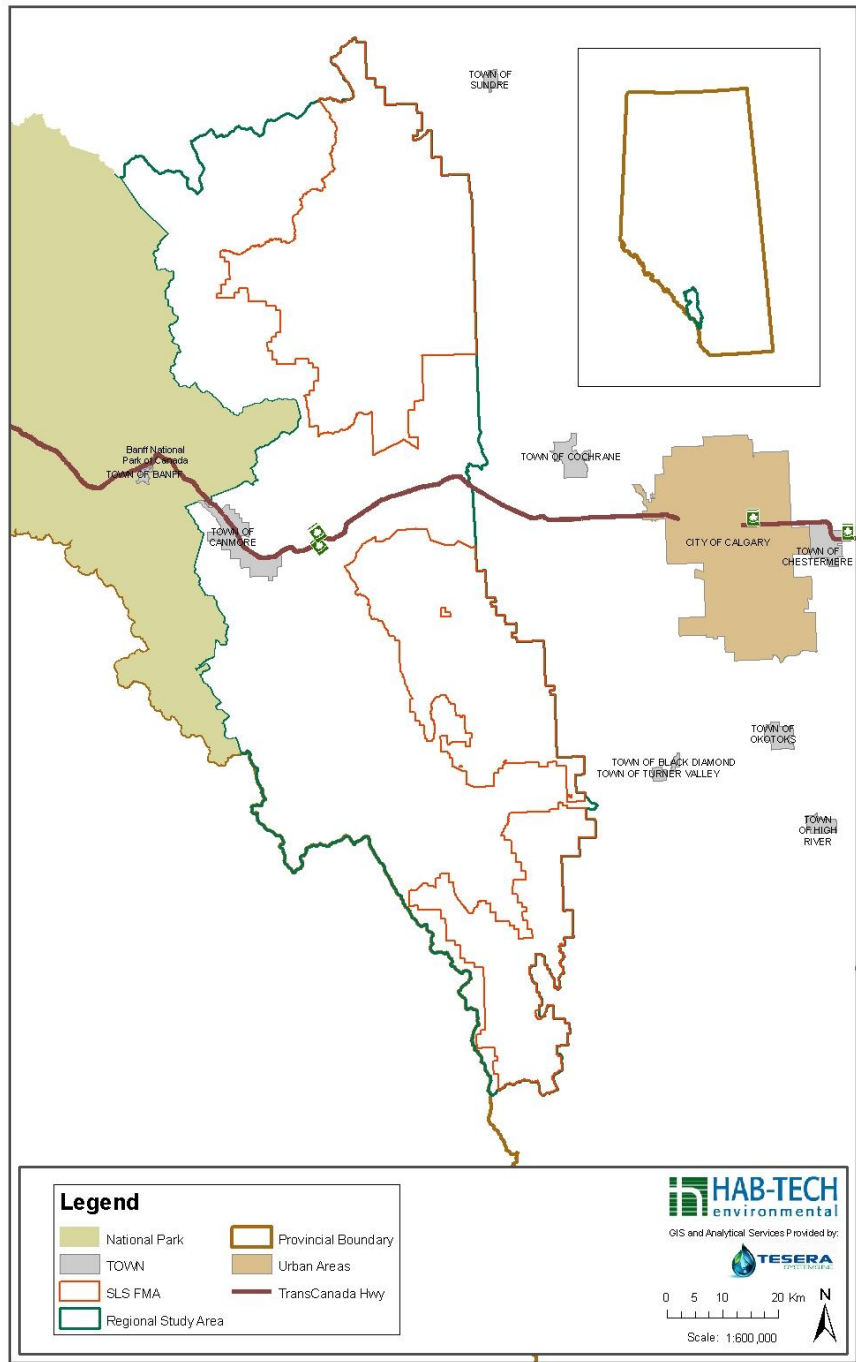 TOWN OF
SUNDRE
TOWN OF COCHRANE
Banff National
Park of Canada
TOWN OF BANFF
TOWN OF
CANMORE
CITY OF CALGARY
TOWN OF
CHESTERMERE
TOWN OF
OKOTOKS
TOWN OF BLACK DIAMOND
TOWN OF TURNER VALLEY
TOWN
OF HIGH
RIVER
Legend
National Park
TOWN
SLS FMA
Regional Study Area
Provincial Boundary
Urban Areas
TransCanada Hwy
HAB-TECH
environmental
GIS and Analytical Services Provided by:
TESERA
SYSTEMS INC
0 5 10 20 Km
N
Scale: 1:600,000